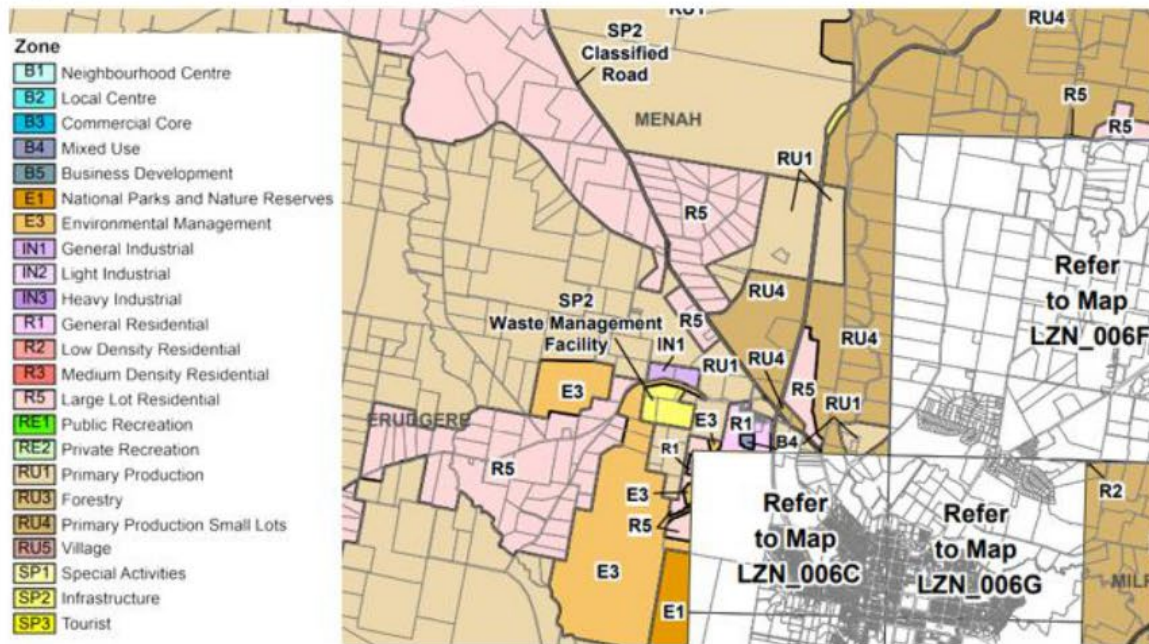 Zone
B1 Neighbourhood Centre
B2 Local Centre
B3 Commercial Core
B4 Mixed Use
B5 Business Development
E1 National Parks and Nature Reserves
E3 Environmental Management
IN1 General Industrial
IN2 Light Industrial
IN3 Heavy Industrial
R1 General Residential
R2 Low Density Residential
R3 Medium Density Residential
R5 Large Lot Residential
RE1 Public Recreation
RE2 Private Recreation
RU1 Primary Production
RU3 Forestry
RU4 Primary Production Small Lots
RU5 Village
SP1 Special Activities
SP2 Infrastructure
SP3 Tourist
RU1
RU4
SP2
Classified
Road
MENAH
R5
R5
RU1
R5
Refer
to Map
LZN_006F
RU4
SP2
Waste Management
Facility
IN1
R5
RU1
RU4
RU4
R5
RU1
E3
ERUDGERE
R5
E3
R1
B4
R1
E3
R5
E3
E1
Refer
to Map
LZN_006C
Refer
to Map
LZN_006G
R2